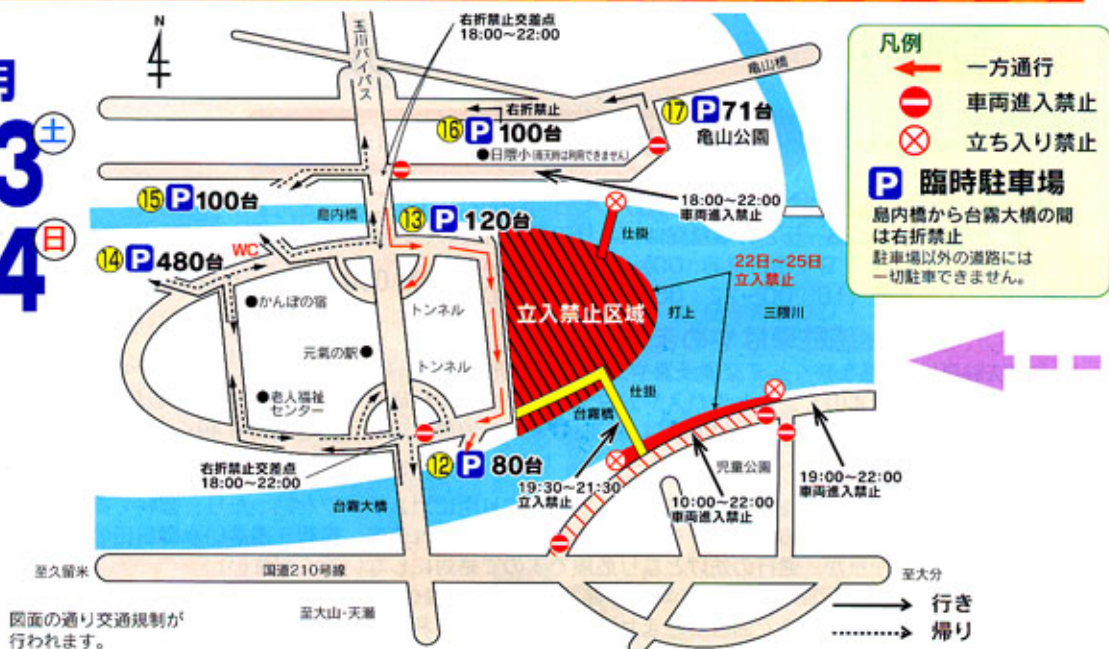 月
3 土
4 日
N
玉川バイパス
右折禁止交差点
18:00~22:00
亀山橋
右折禁止
⑯ P 100台
●日隈小(雨天時は利用できません)
⑰ P 71台
亀山公園
⑮ P 100台
島内橋
⑬ P 120台
18:00~22:00
車両進入禁止
仕掛
WC
⑭ P 480台
●かんぽの宿
トンネル
元氣の駅●
トンネル
●老人福祉
センター
立入禁止区域
22日~25日
立入禁止
打上
三隈川
仕掛
台霧橋
右折禁止交差点
18:00~22:00
⑫ P 80台
19:30~21:30
立入禁止
児童公園
10:00~22:00
車両進入禁止
19:00~22:00
車両進入禁止
台霧大橋
至久留米
国道210号線
至大分
至大山・天瀬
図面の通り交通規制が
行われます。
行き
帰り
凡例
一方通行
車両進入禁止
立ち入り禁止
P 臨時駐車場
島内橋から台霧大橋の間
は右折禁止
駐車場以外の道路には
一切駐車できません。